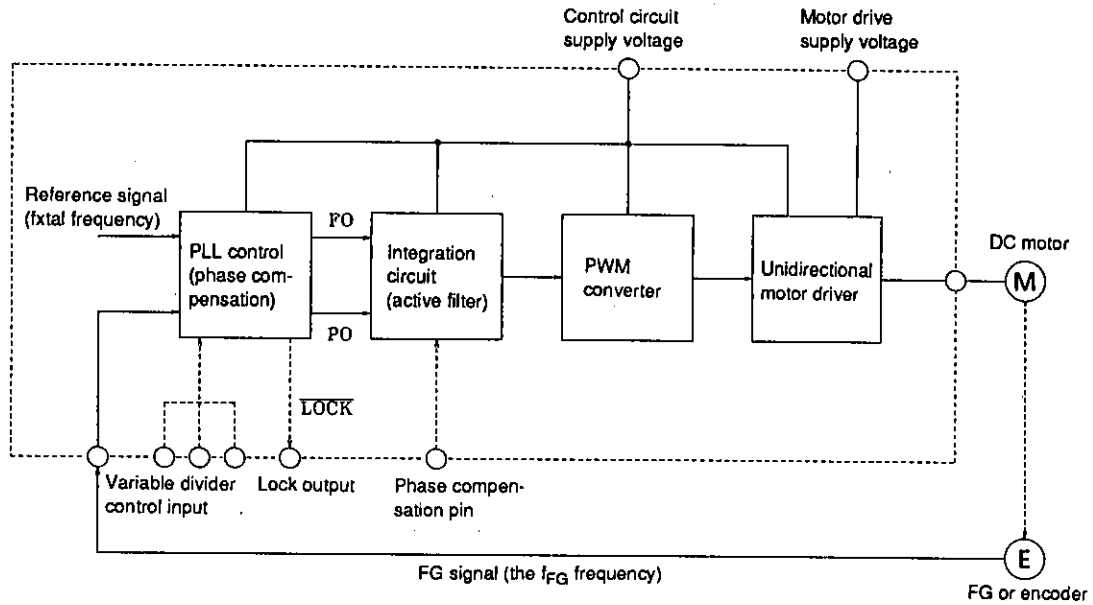 Control circuit
supply voltage
Motor drive
supply voltage
Reference signal
(fxtal frequency)
FO
PLL control
(phase com-
pensation)
Integration
circuit
(active filter)
PWM
converter
Unidirectional
motor driver
DC motor
M
PO
LOCK
Variable divider
control input
Lock output
Phase compen-
sation pin
E
FG signal (the fFG frequency)
FG or encoder